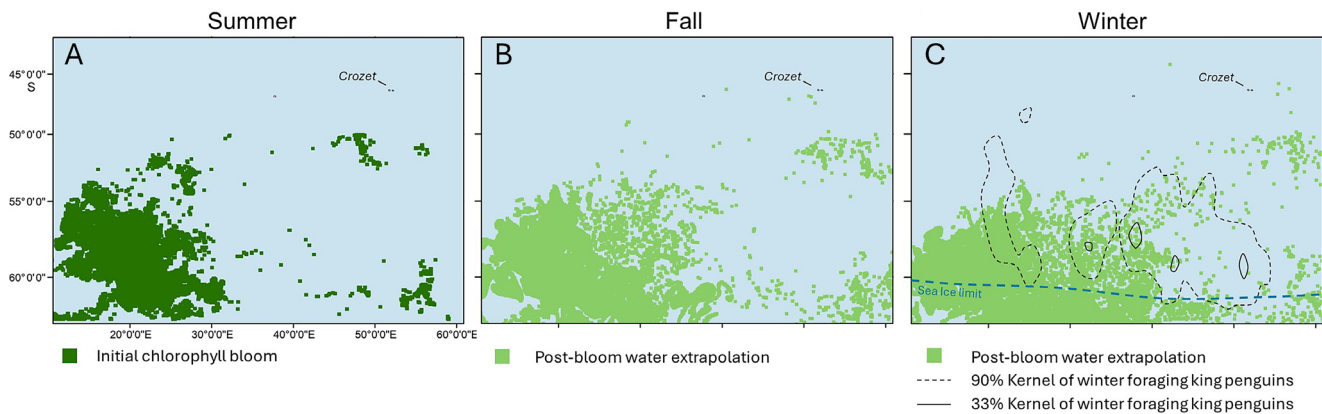 Summer
Fall
Winter
A
B
C
Crozet
Crozet
Crozet
45°0'0"
S
50°0'0"
55°0'0"
60°0'0"
Sea Ice limit
20°0'0"E
30°0'0"E
40°0'0"E
50°0'0"E
60°0'0"E
Initial chlorophyll bloom
Post-bloom water extrapolation
Post-bloom water extrapolation
90% Kernel of winter foraging king penguins
33% Kernel of winter foraging king penguins